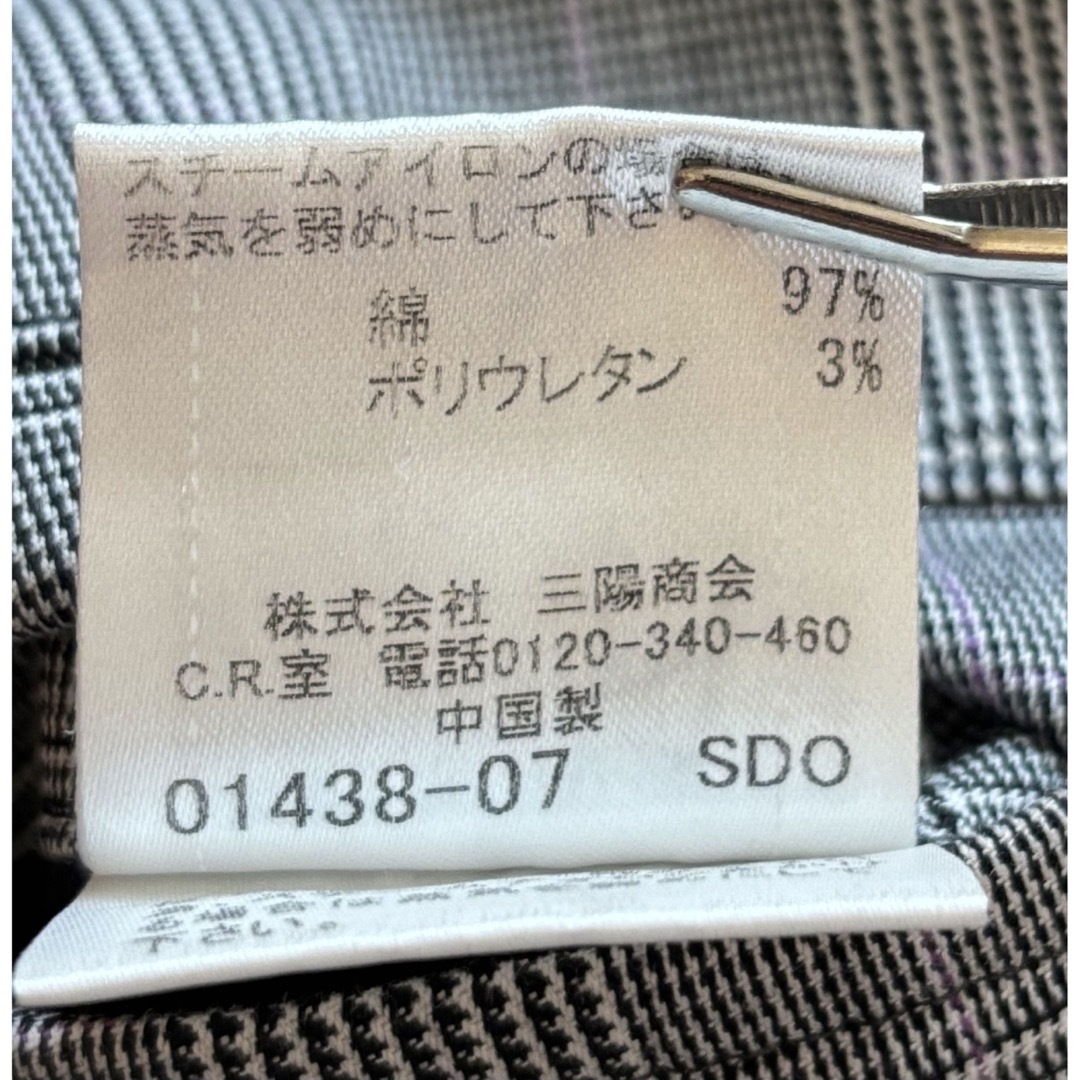 スチームアイロンの
蒸気を弱めにして下さ
綿 97%
ポリウレタン 3%
株式会社 三陽商会
C.R.室 電話0120-340-460
中国製
01438-07 SDO
下さい。